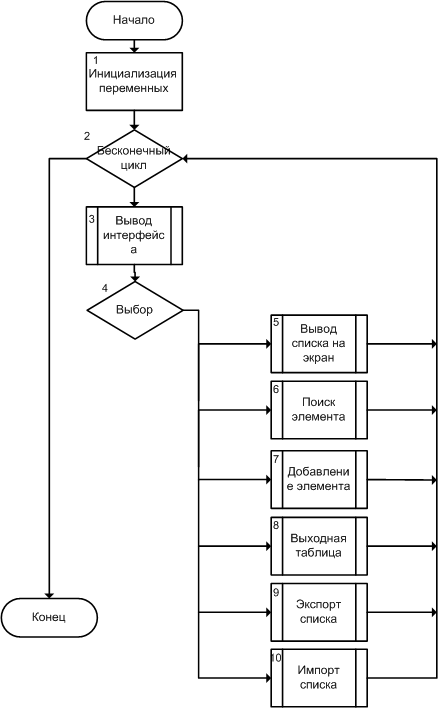 Начало
1
Инициализация
переменных
2
Бесконечный
цикл
3
Вывод
интерфейс
а
4
Выбор
5
Вывод
списка на
экран
6
Поиск
элемента
7
Добавлени
е элемента
8
Выходная
таблица
9
Экспорт
списка
10
Импорт
списка
Конец